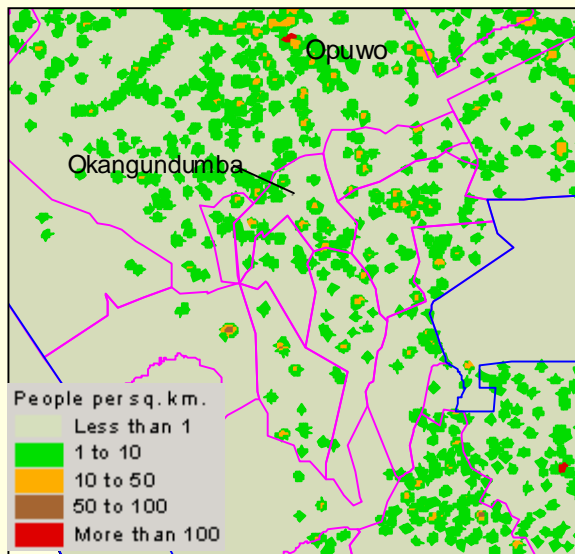 Opuwo
Okangundumba
People per sq. km.
Less than 1
1 to 10
10 to 50
50 to 100
More than 100